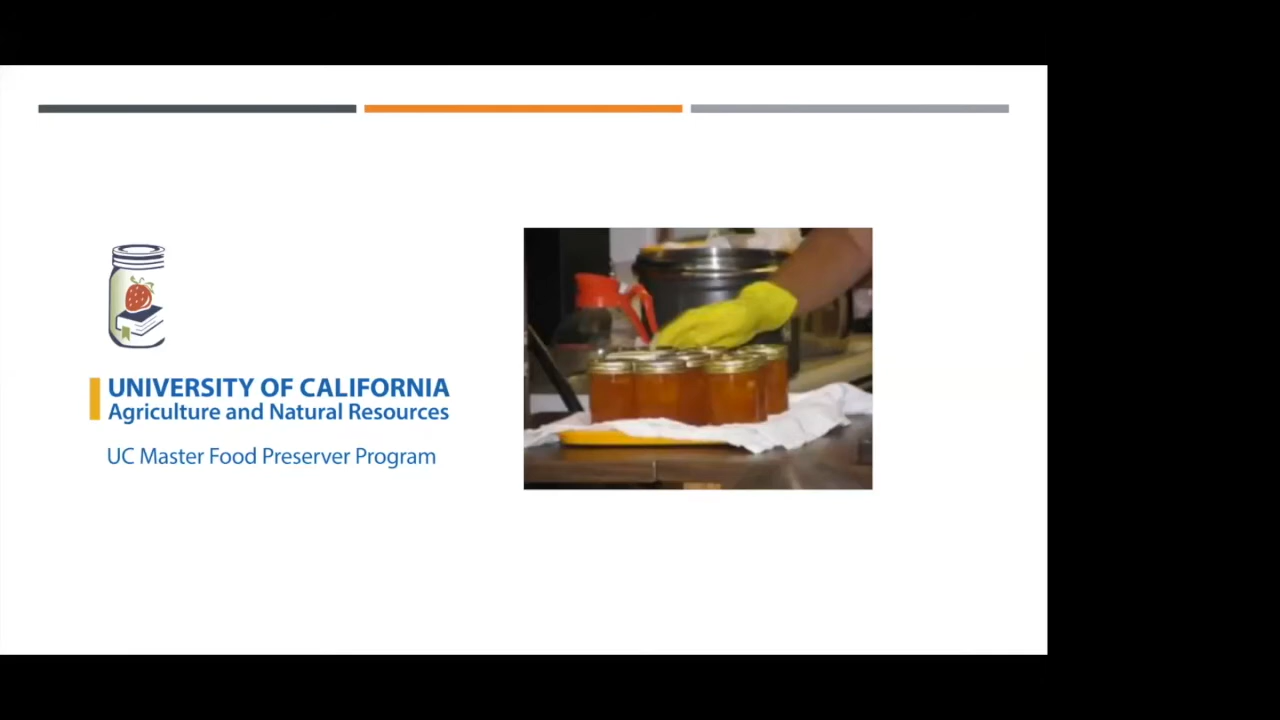 UNIVERSITY OF CALIFORNIA
Agriculture and Natural Resources
UC Master Food Preserver Program